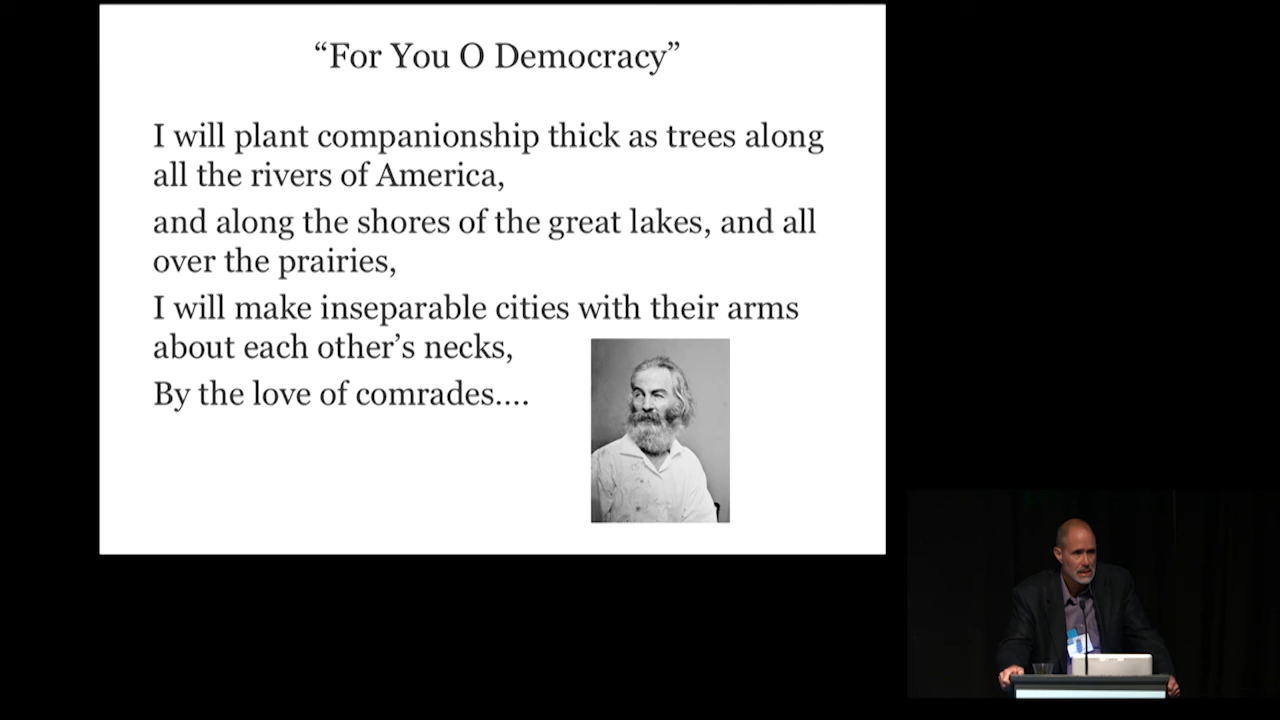 “For You O Democracy”
I will plant companionship thick as trees along
all the rivers of America,
and along the shores of the great lakes, and all
over the prairies,
I will make inseparable cities with their arms
about each other’s necks,
By the love of comrades....